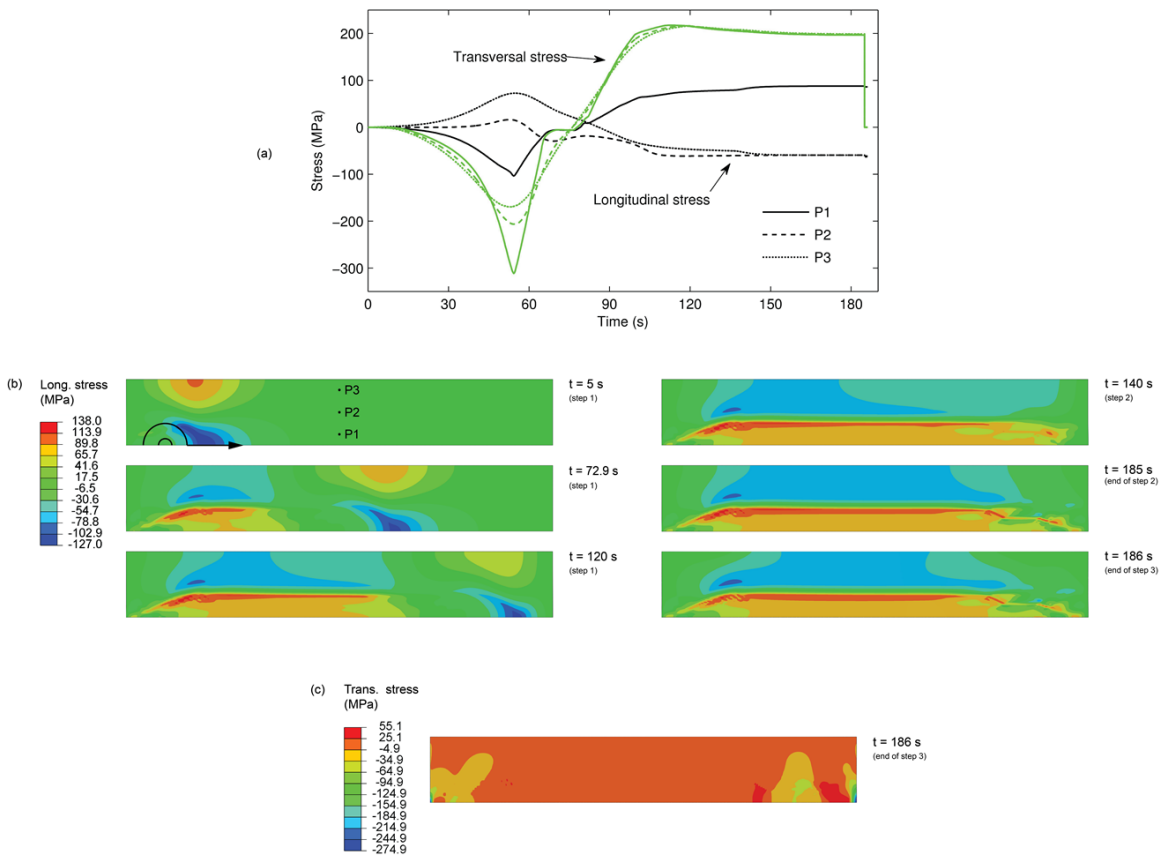 200
100
0
−100
−200
−300
Stress (MPa)
(a)
Transversal stress
Longitudinal stress
P1
P2
P3
0 30 60 90 120 150 180
Time (s)
(b) Long. stress
(MPa)
138.0
113.9
89.8
65.7
41.6
17.5
-6.5
-30.6
-54.7
-78.8
-102.9
-127.0
P3
P2
P1
t = 5 s
(step 1)
t = 72.9 s
(step 1)
t = 120 s
(step 1)
t = 140 s
(step 2)
t = 185 s
(end of step 2)
t = 186 s
(end of step 3)
(c) Trans. stress
(MPa)
55.1
25.1
-4.9
-34.9
-64.9
-94.9
-124.9
-154.9
-184.9
-214.9
-244.9
-274.9
t = 186 s
(end of step 3)